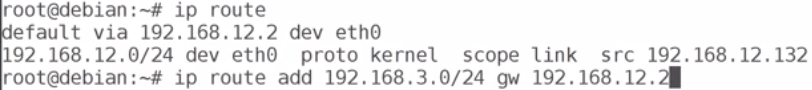 root@debian:~# ip route
default via 192.168.12.2 dev eth0
192.168.12.0/24 dev eth0  proto kernel  scope link  src 192.168.12.132
root@debian:~# ip route add 192.168.3.0/24 gw 192.168.12.2